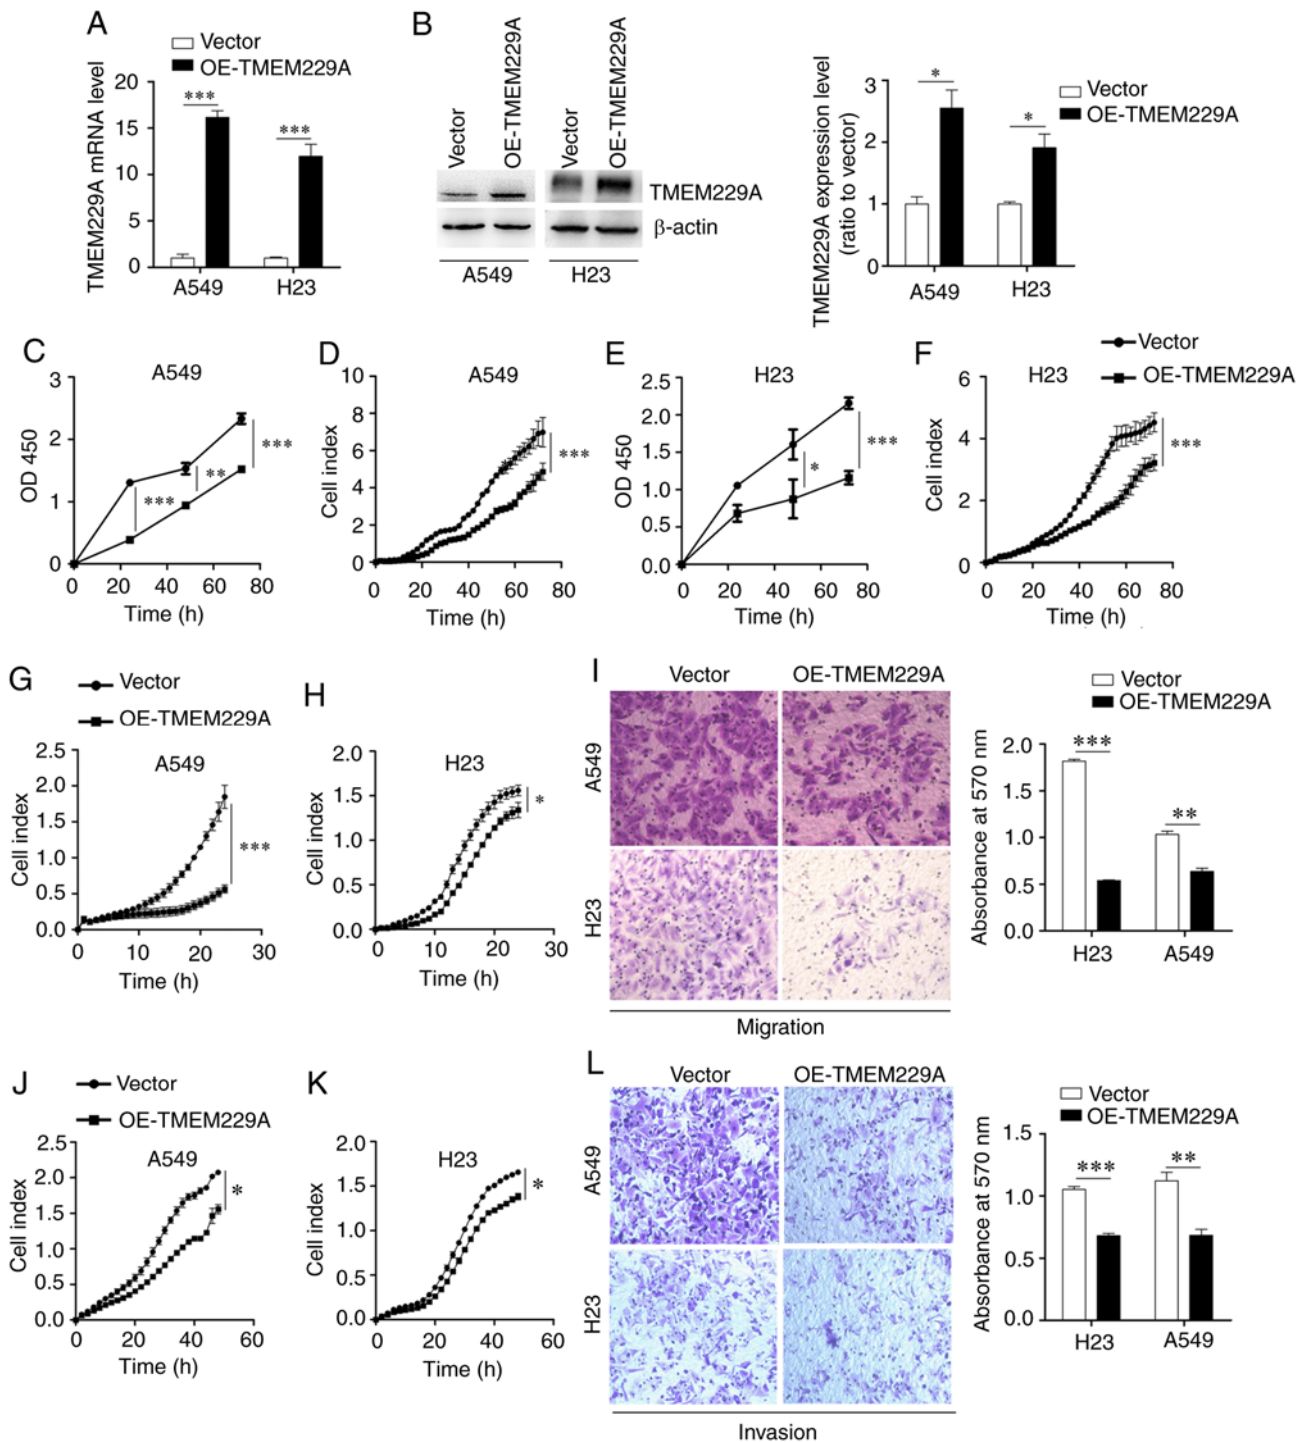 A
Vector
OE-TMEM229A
TMEM229A mRNA level
20
15
10
5
0
***
***
A549
H23
B
Vector
OE-TMEM229A
Vector
OE-TMEM229A
TMEM229A
β-actin
A549
H23
TMEM229A expression level
(ratio to vector)
3
2
1
0
*
*
Vector
OE-TMEM229A
A549
H23
C
A549
OD 450
3
2
1
0
***
**
***
0 20 40 60 80
Time (h)
D
A549
Cell index
10
8
6
4
2
0
***
0 20 40 60 80
Time (h)
E
H23
OD 450
2.5
2.0
1.5
1.0
0.5
0.0
*
***
0 20 40 60 80
Time (h)
F
H23
Vector
OE-TMEM229A
Cell index
6
4
2
0
***
0 20 40 60 80
Time (h)
G
Vector
OE-TMEM229A
A549
Cell index
2.5
2.0
1.5
1.0
0.5
0.0
***
0 10 20 30
Time (h)
H
H23
Cell index
2.0
1.5
1.0
0.5
0.0
*
0 10 20 30
Time (h)
I
Vector OE-TMEM229A
A549
H23
Migration
Vector
OE-TMEM229A
Absorbance at 570 nm
2.0
1.5
1.0
0.5
0.0
***
**
H23 A549
J
Vector
OE-TMEM229A
A549
Cell index
2.5
2.0
1.5
1.0
0.5
0.0
*
0 20 40 60
Time (h)
K
H23
Cell index
2.0
1.5
1.0
0.5
0.0
*
0 20 40 60
Time (h)
L
Vector OE-TMEM229A
A549
H23
Invasion
Vector
OE-TMEM229A
Absorbance at 570 nm
1.5
1.0
0.5
0.0
***
**
H23 A549